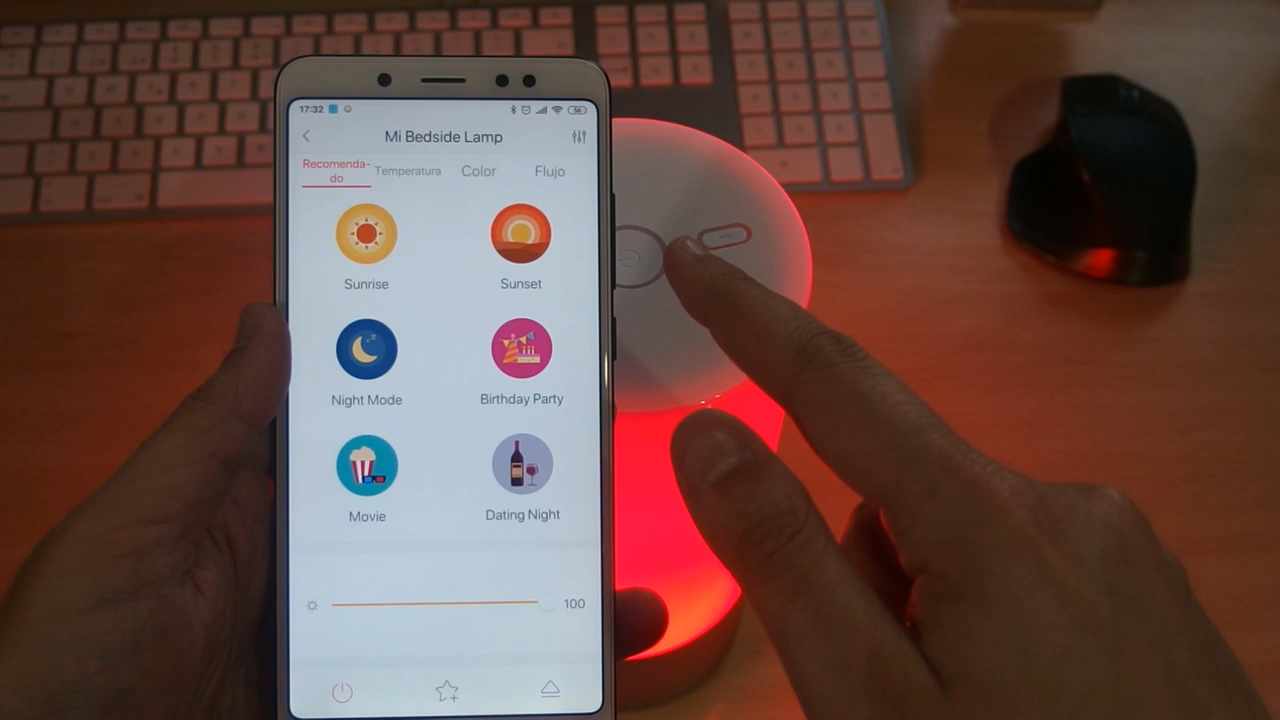 17:32
56
Mi Bedside Lamp
Recomenda-
do
Temperatura
Color
Flujo
Sunrise
Sunset
Night Mode
Birthday Party
Movie
Dating Night
100